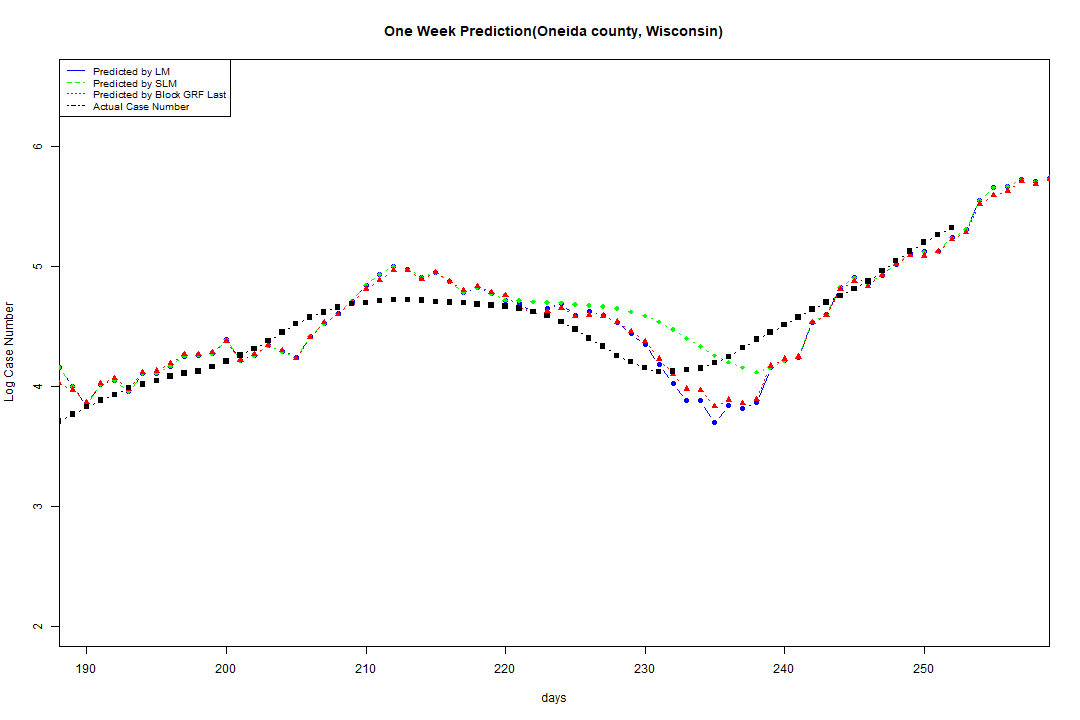 One Week Prediction(Oneida county, Wisconsin)
Predicted by LM
Predicted by SLM
Predicted by Block GRF Last
Actual Case Number
6
5
4
3
2
Log Case Number
190 200 210 220 230 240 250
days